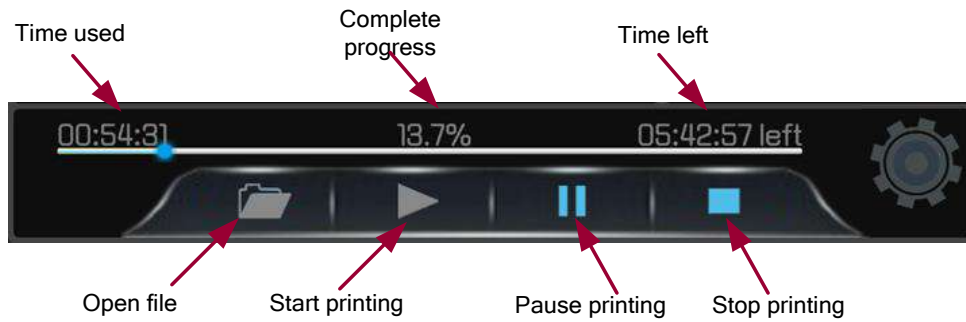 Time used
Complete
progress
Time left
00:54:31
13.7%
05:42:57 left
Open file
Start printing
Pause printing
Stop printing